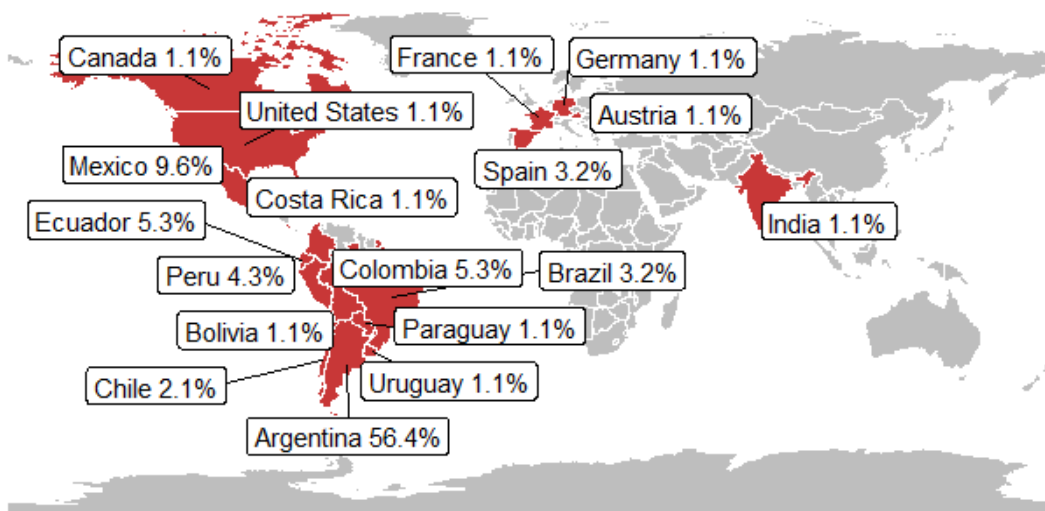 Canada 1.1%
France 1.1%
Germany 1.1%
United States 1.1%
Austria 1.1%
Mexico 9.6%
Spain 3.2%
Costa Rica 1.1%
Ecuador 5.3%
India 1.1%
Peru 4.3%
Colombia 5.3%
Brazil 3.2%
Bolivia 1.1%
Paraguay 1.1%
Chile 2.1%
Uruguay 1.1%
Argentina 56.4%